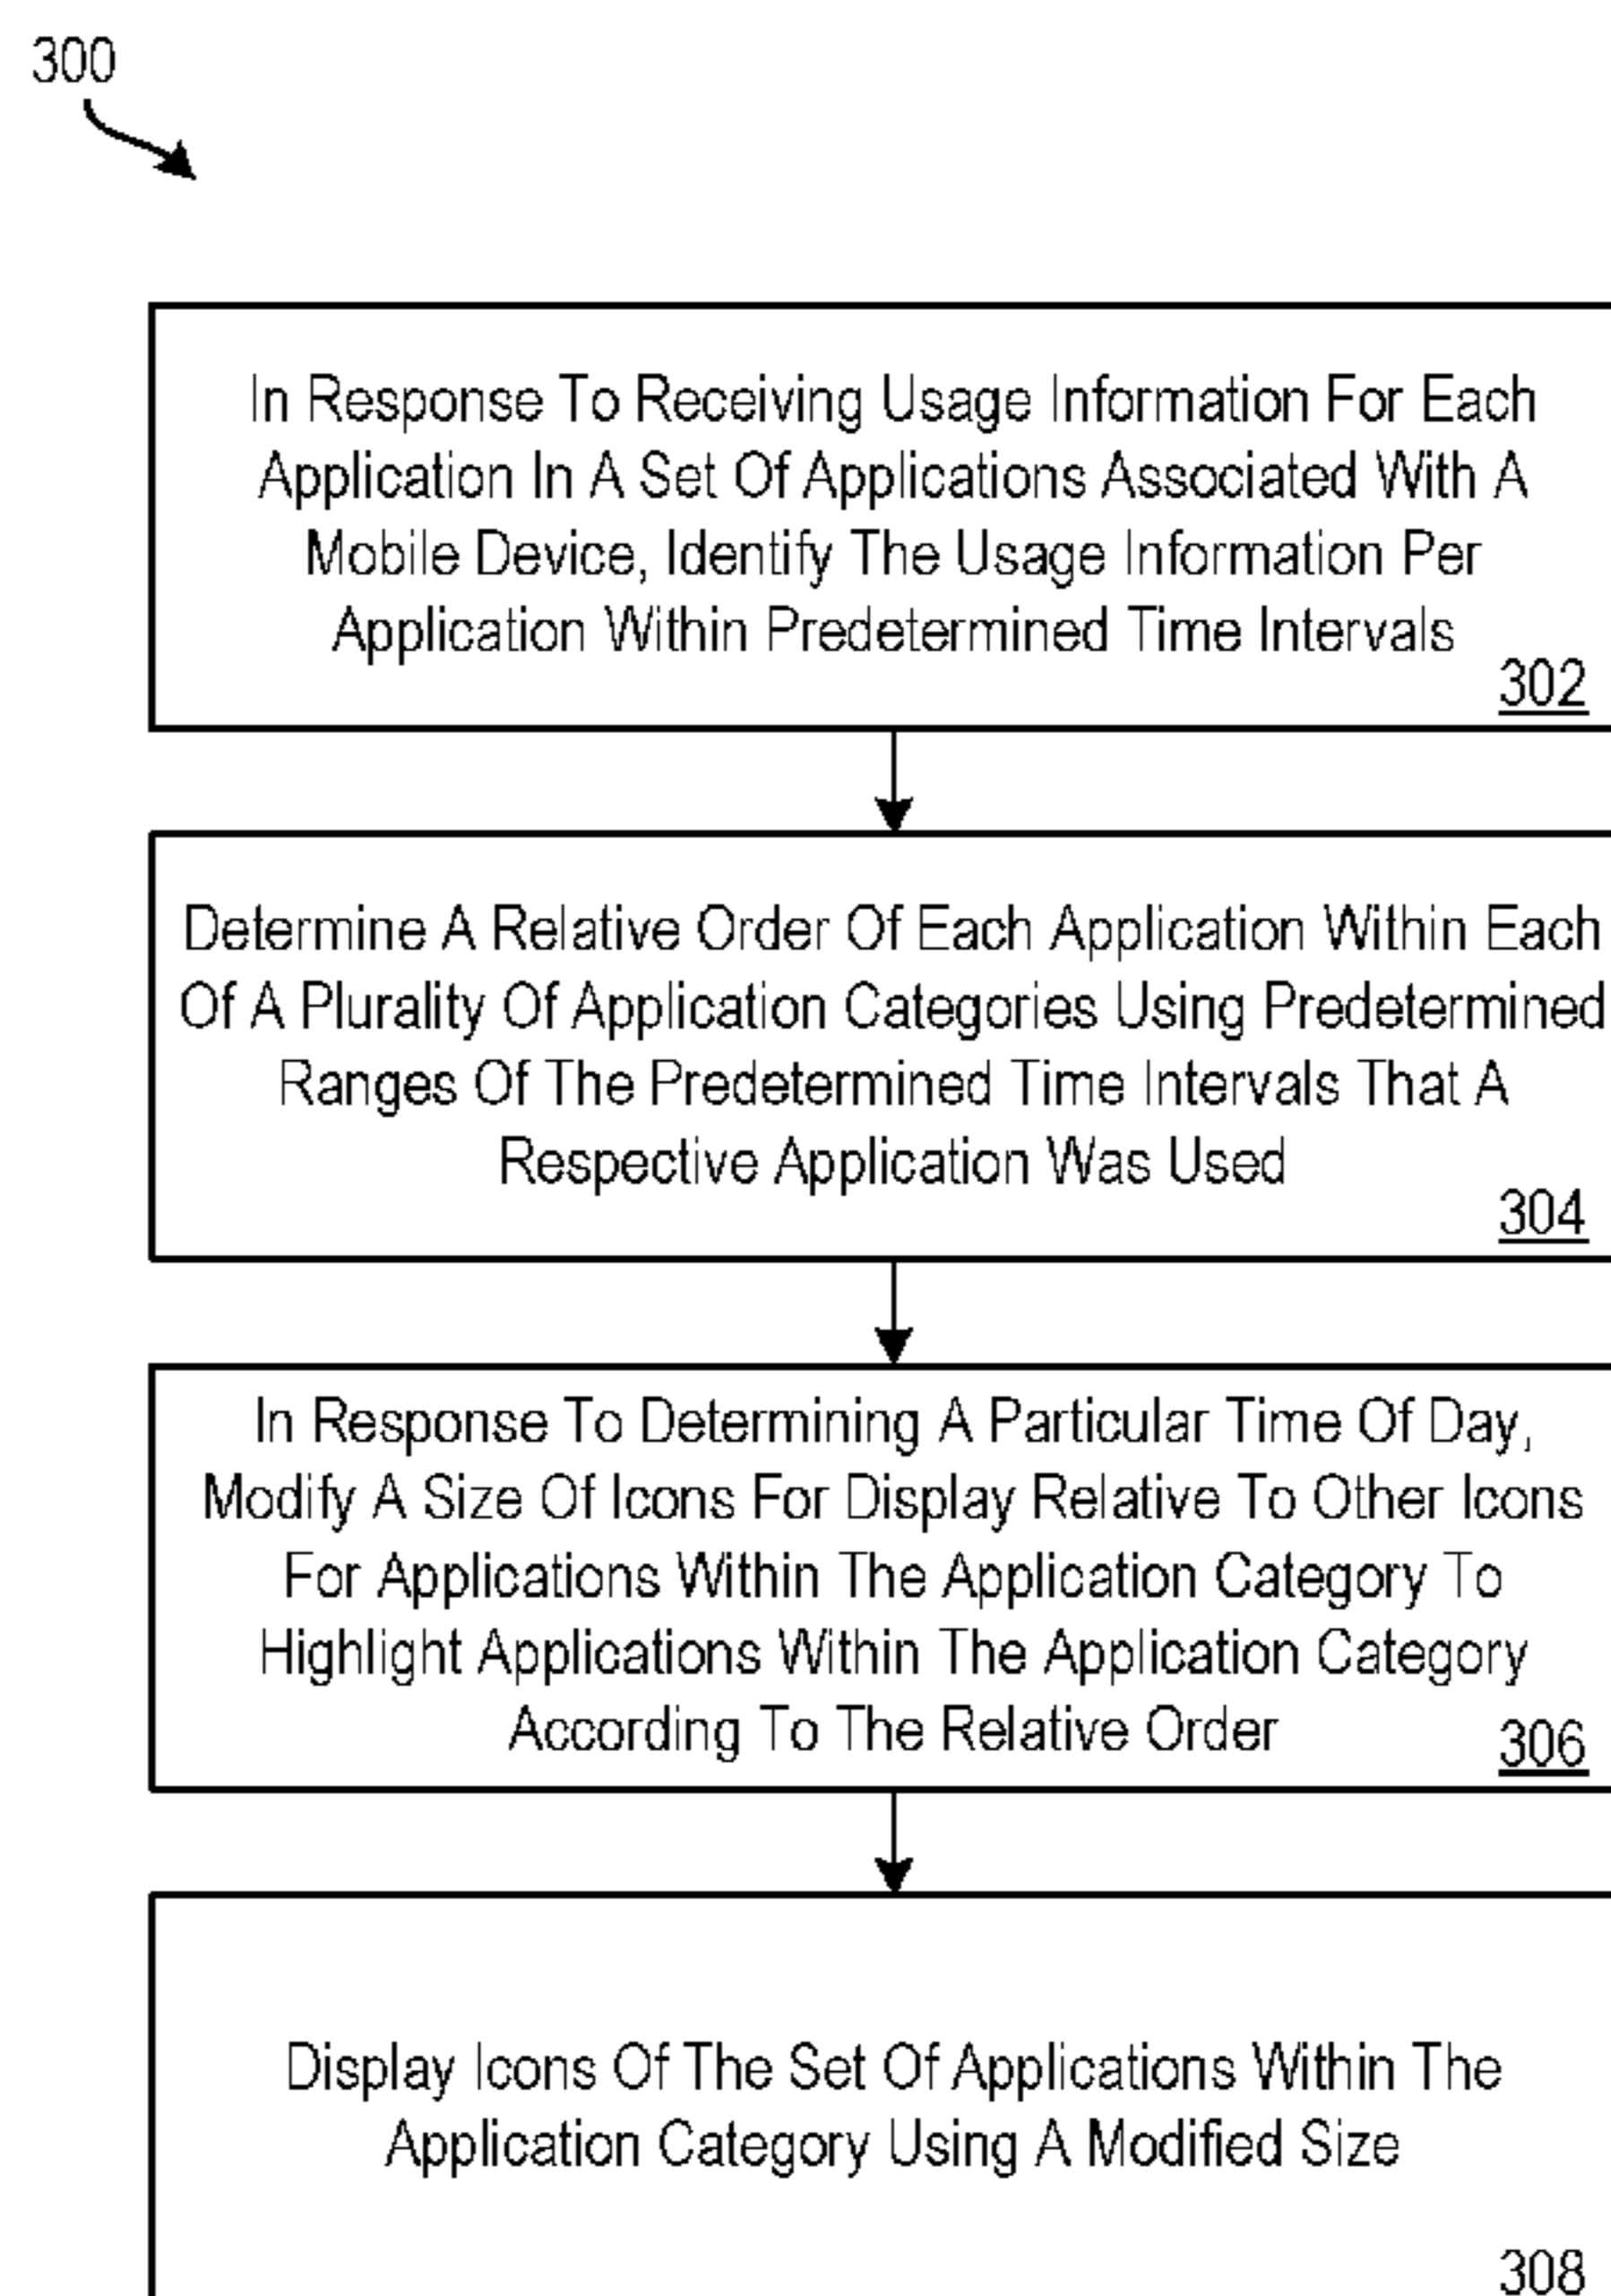 300
In Response To Receiving Usage Information For Each
Application In A Set Of Applications Associated With A
Mobile Device, Identify The Usage Information Per
Application Within Predetermined Time Intervals
302
Determine A Relative Order Of Each Application Within Each
Of A Plurality Of Application Categories Using Predetermined
Ranges Of The Predetermined Time Intervals That A
Respective Application Was Used
304
In Response To Determining A Particular Time Of Day,
Modify A Size Of Icons For Display Relative To Other Icons
For Applications Within The Application Category To
Highlight Applications Within The Application Category
According To The Relative Order
306
Display Icons Of The Set Of Applications Within The
Application Category Using A Modified Size
308